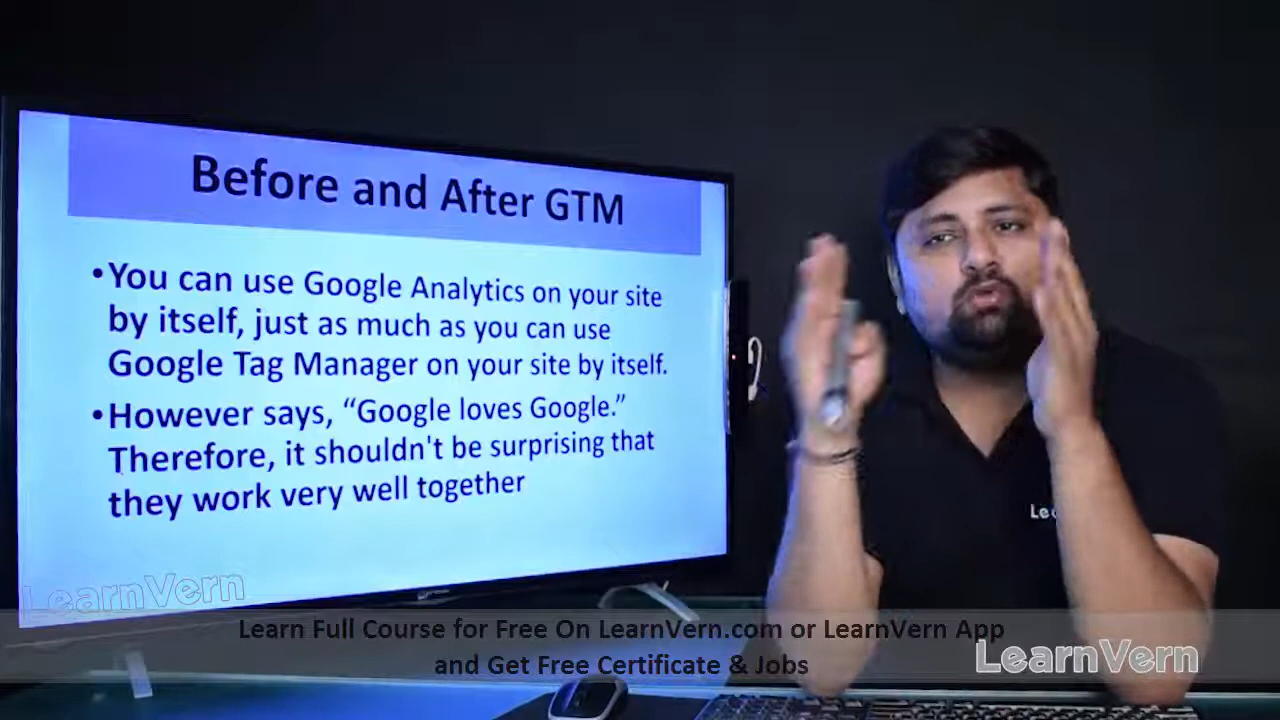 Before and After GTM
•You can use Google Analytics on your site
by itself, just as much as you can use
Google Tag Manager on your site by itself.
•However says, “Google loves Google.”
Therefore, it shouldn't be surprising that
they work very well together
LearnVern
Learn Full Course for Free On LearnVern.com or LearnVern App
and Get Free Certificate & Jobs
LearnVern